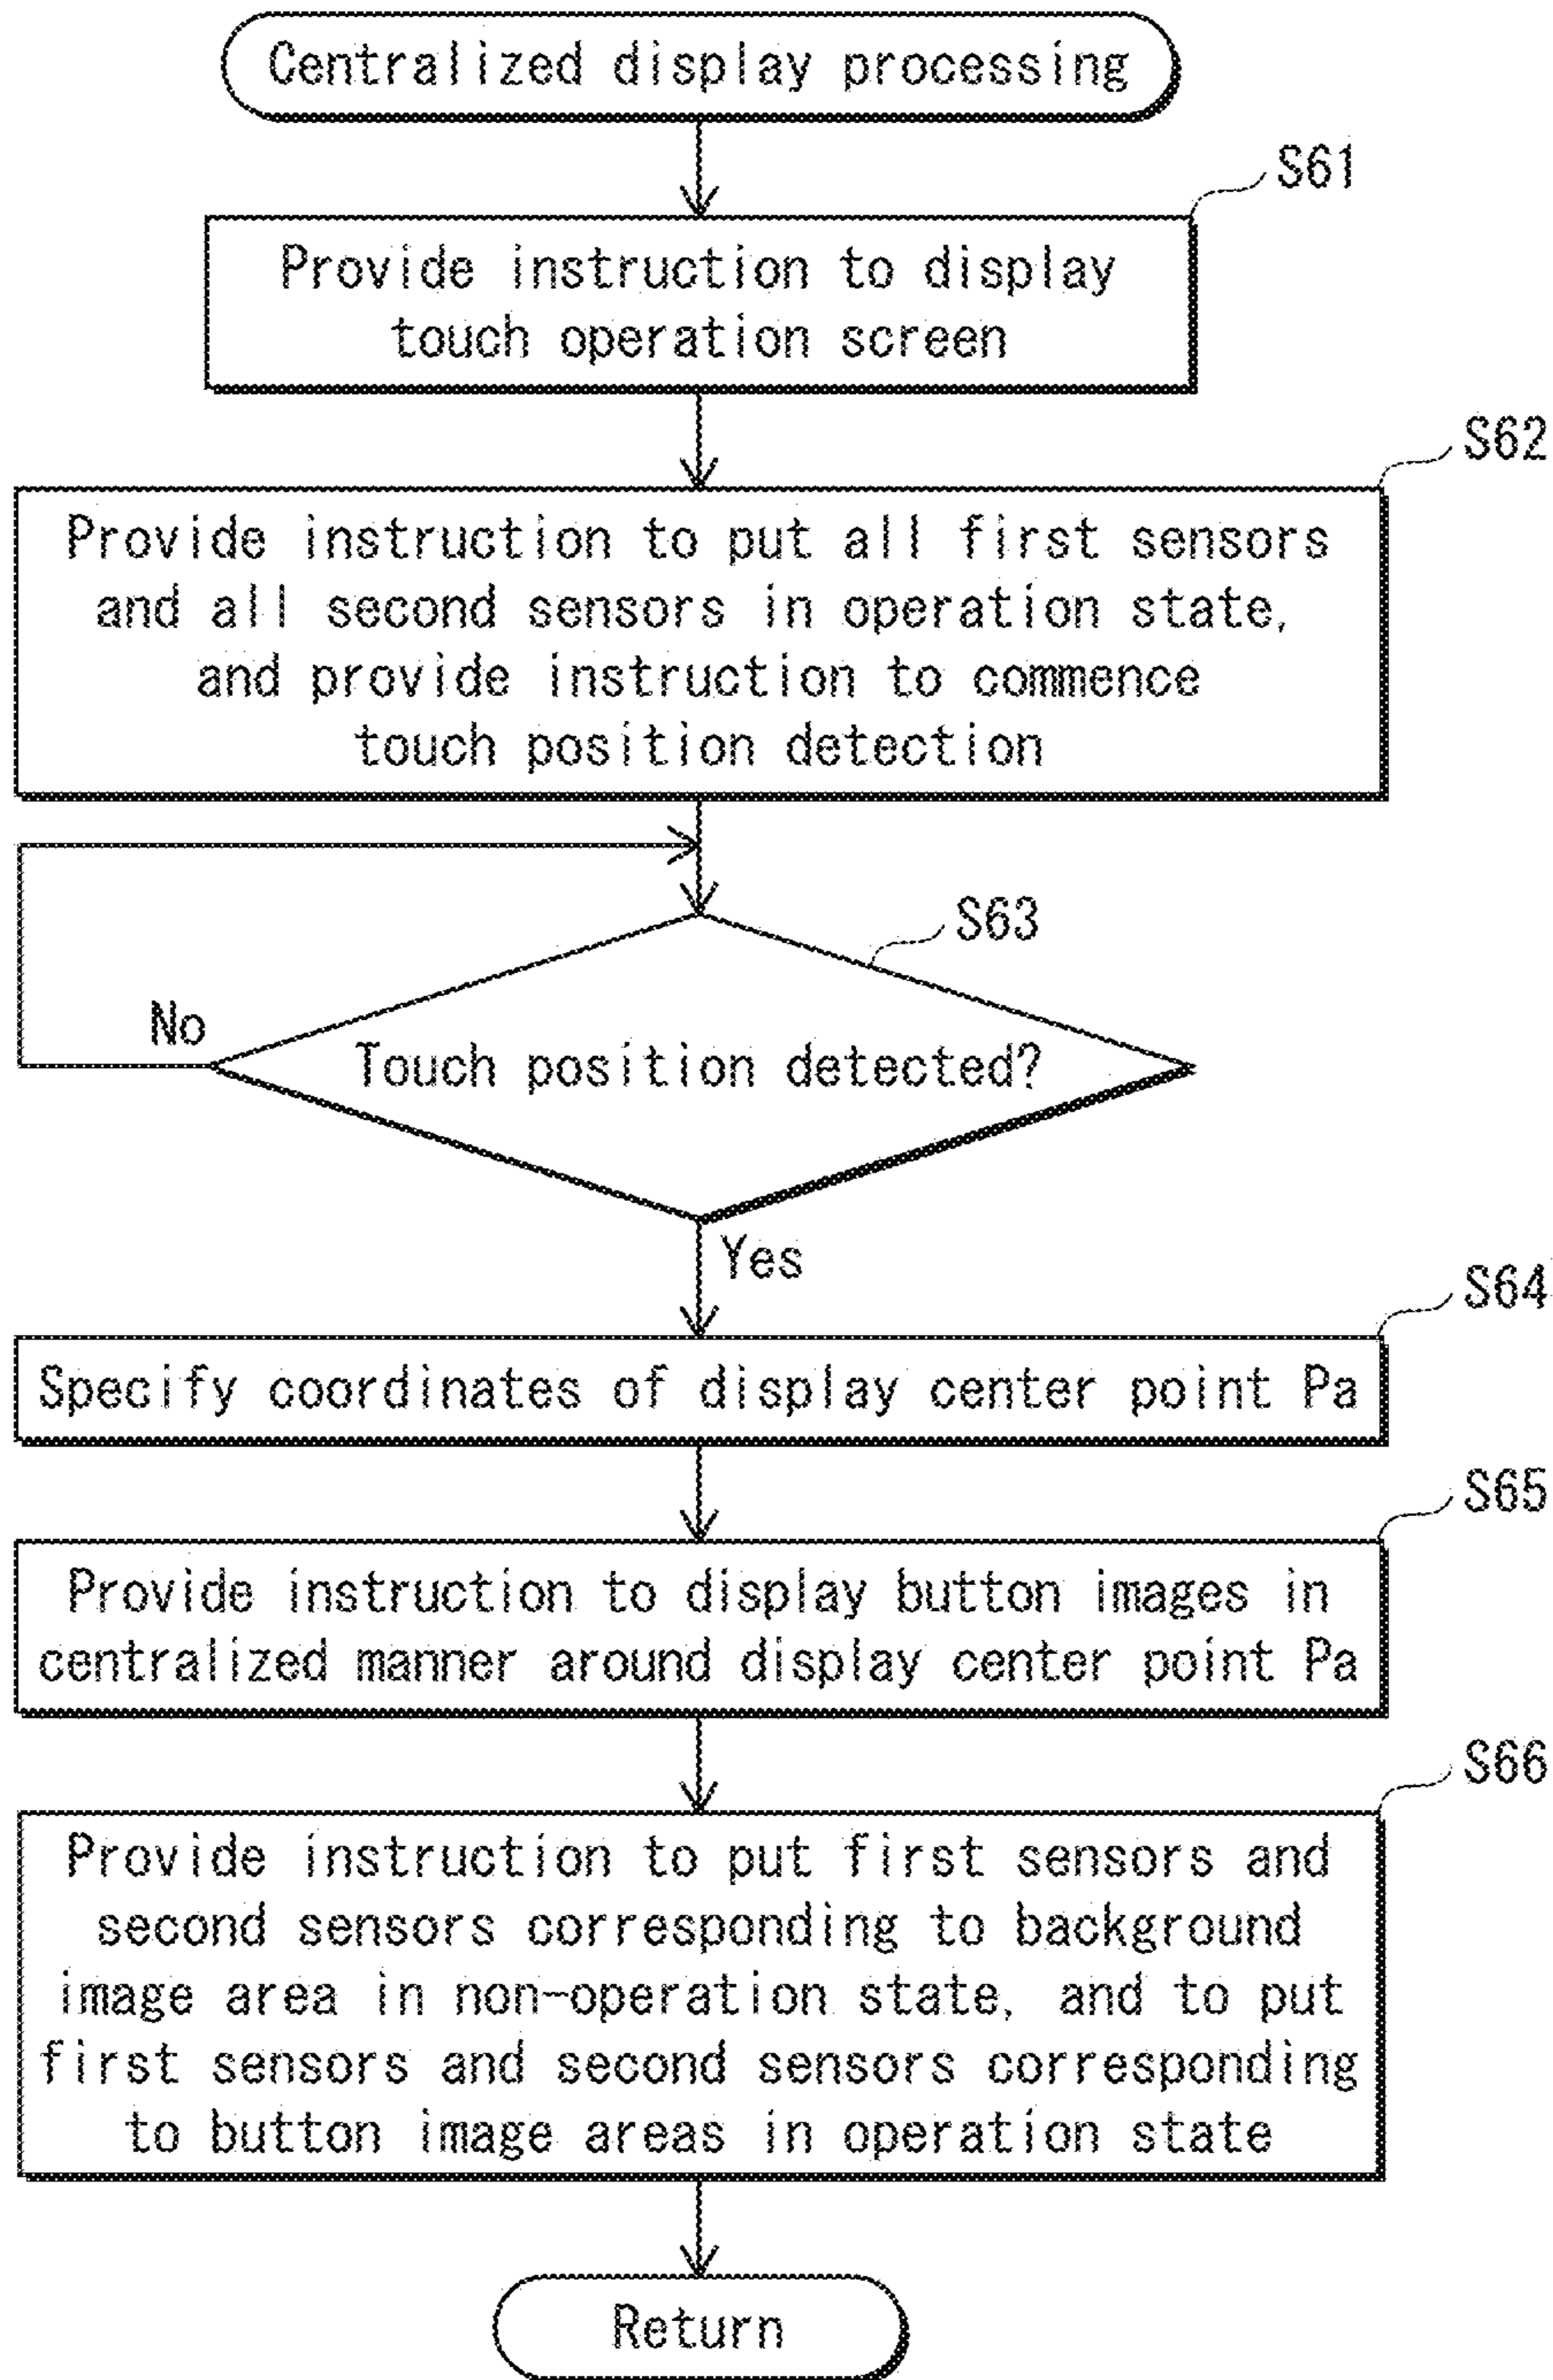 Centralized display processing
S61
Provide instruction to display
touch operation screen
S62
Provide instruction to put all first sensors
and all second sensors in operation state,
and provide instruction to commence
touch position detection
S63
No
Touch position detected?
Yes
S64
Specify coordinates of display center point Pa
S65
Provide instruction to display button images in
centralized manner around display center point Pa
S66
Provide instruction to put first sensors and
second sensors corresponding to background
image area in non-operation state, and to put
first sensors and second sensors corresponding
to button image areas in operation state
Return